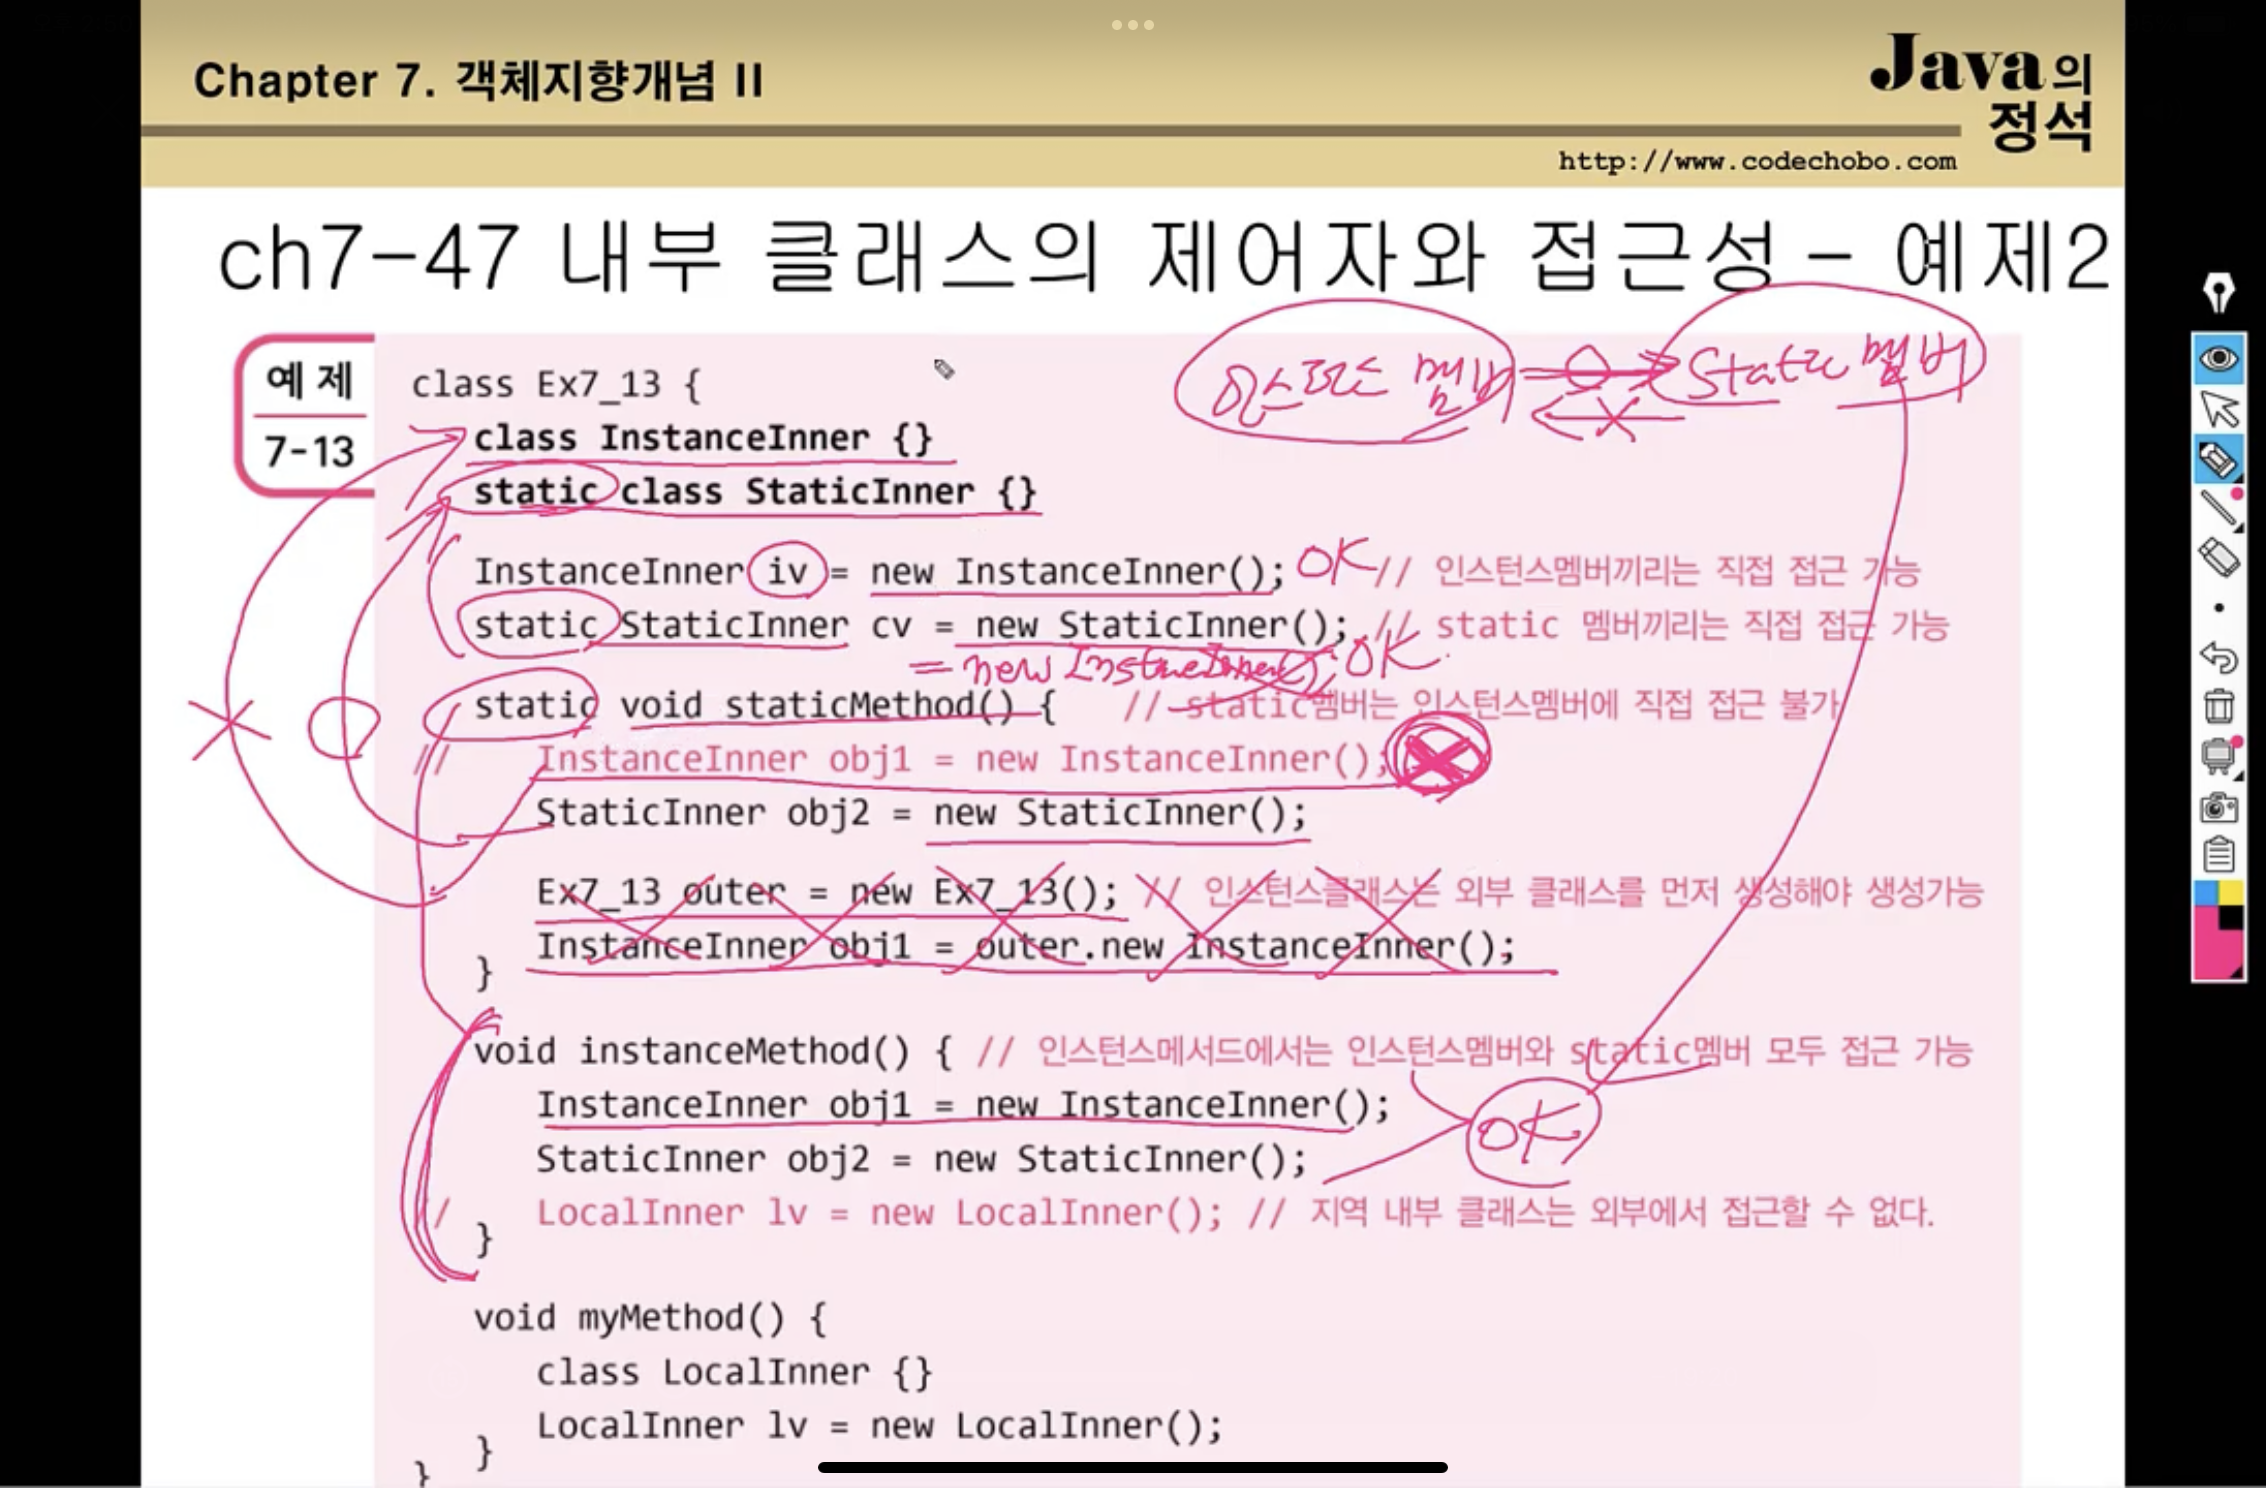 Chapter 7. 객체지향개념 II
Java의
정석
http://www.codechobo.com
ch7-47 내부 클래스의 제어자와 접근성 - 예제2
예제
7-13
인스턴스 멤버
Static 멤버
class Ex7_13 {
class InstanceInner {}
static class StaticInner {}
InstanceInner iv = new InstanceInner(); OK // 인스턴스멤버끼리는 직접 접근 가능
static StaticInner cv = new StaticInner(); // static 멤버끼리는 직접 접근 가능
= new InstanceInner(); OK
static void staticMethod() { // static멤버는 인스턴스멤버에 직접 접근 불가
// InstanceInner obj1 = new InstanceInner();
StaticInner obj2 = new StaticInner();
Ex7_13 outer = new Ex7_13(); // 인스턴스클래스는 외부 클래스를 먼저 생성해야 생성가능
InstanceInner obj1 = outer.new InstanceInner();
}
void instanceMethod() { // 인스턴스메서드에서는 인스턴스멤버와 static멤버 모두 접근 가능
InstanceInner obj1 = new InstanceInner();
OK
StaticInner obj2 = new StaticInner();
// LocalInner lv = new LocalInner(); // 지역 내부 클래스는 외부에서 접근할 수 없다.
}
void myMethod() {
class LocalInner {}
LocalInner lv = new LocalInner();
}
}